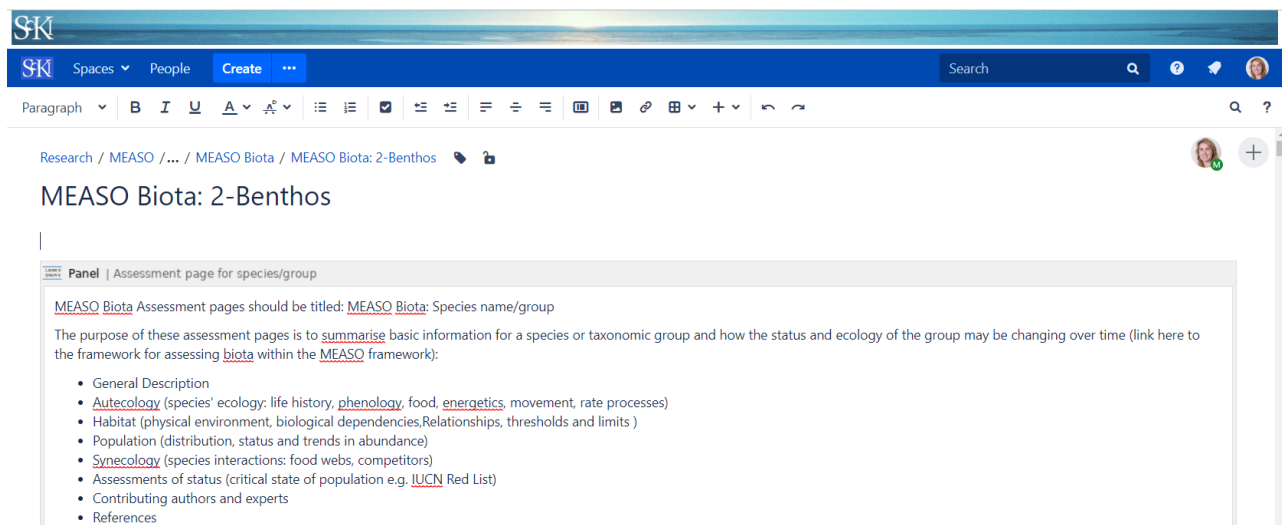 SKI
SKI Spaces People Create ··· Search
Paragraph B I U A
Research / MEASO /... / MEASO Biota / MEASO Biota: 2-Benthos
M
MEASO Biota: 2-Benthos
Panel | Assessment page for species/group
MEASO Biota Assessment pages should be titled: MEASO Biota: Species name/group
The purpose of these assessment pages is to summarise basic information for a species or taxonomic group and how the status and ecology of the group may be changing over time (link here to
the framework for assessing biota within the MEASO framework):
• General Description
• Autecology (species' ecology: life history, phenology, food, energetics, movement, rate processes)
• Habitat (physical environment, biological dependencies,Relationships, thresholds and limits )
• Population (distribution, status and trends in abundance)
• Synecology (species interactions: food webs, competitors)
• Assessments of status (critical state of population e.g. IUCN Red List)
• Contributing authors and experts
• References